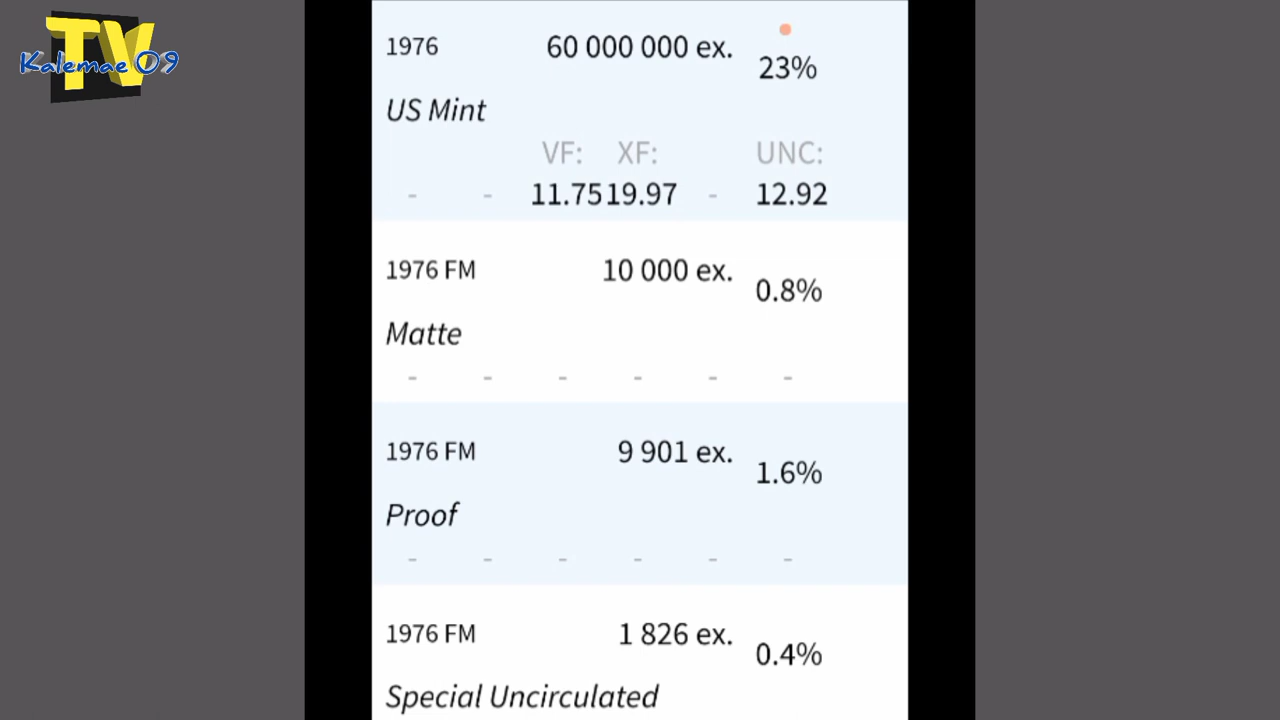 TV
Kalemae 09
1976 60 000 000 ex. 23%
US Mint
VF: XF: UNC:
- - 11.75 19.97 - 12.92
1976 FM 10 000 ex. 0.8%
Matte
- - - - - -
1976 FM 9 901 ex. 1.6%
Proof
- - - - - -
1976 FM 1 826 ex. 0.4%
Special Uncirculated